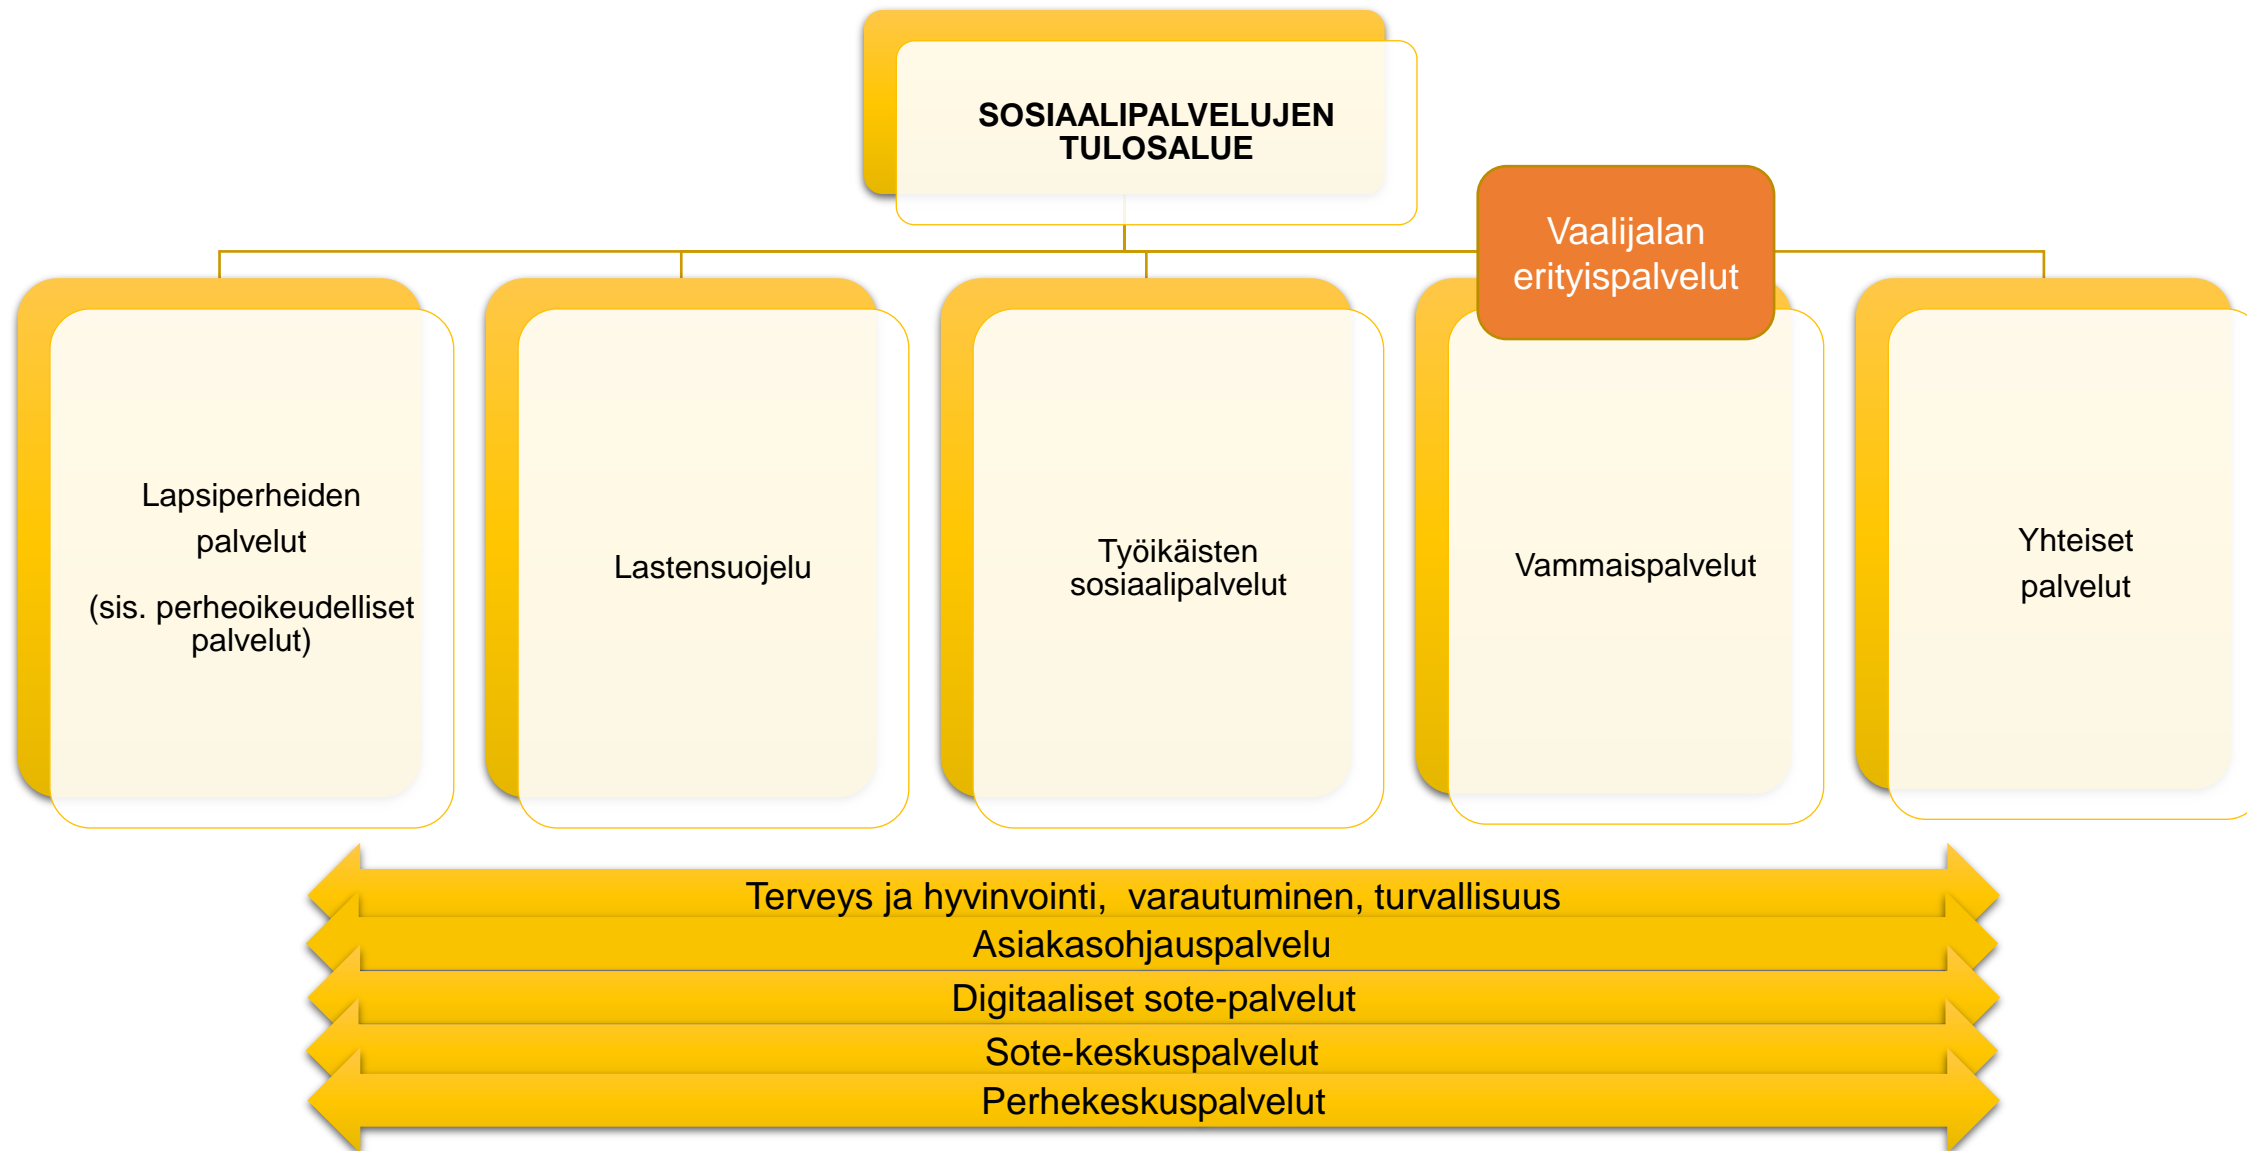 SOSIAALIPALVELUJEN
TULOSALUE
Vaalijalan
erityispalvelut
Lapsiperheiden
palvelut
(sis. perheoikeudelliset
palvelut)
Lastensuojelu
Työikäisten
sosiaalipalvelut
Vammaispalvelut
Yhteiset
palvelut
Terveys ja hyvinvointi,  varautuminen, turvallisuus
Asiakasohjauspalvelu
Digitaaliset sote-palvelut
Sote-keskuspalvelut
Perhekeskuspalvelut